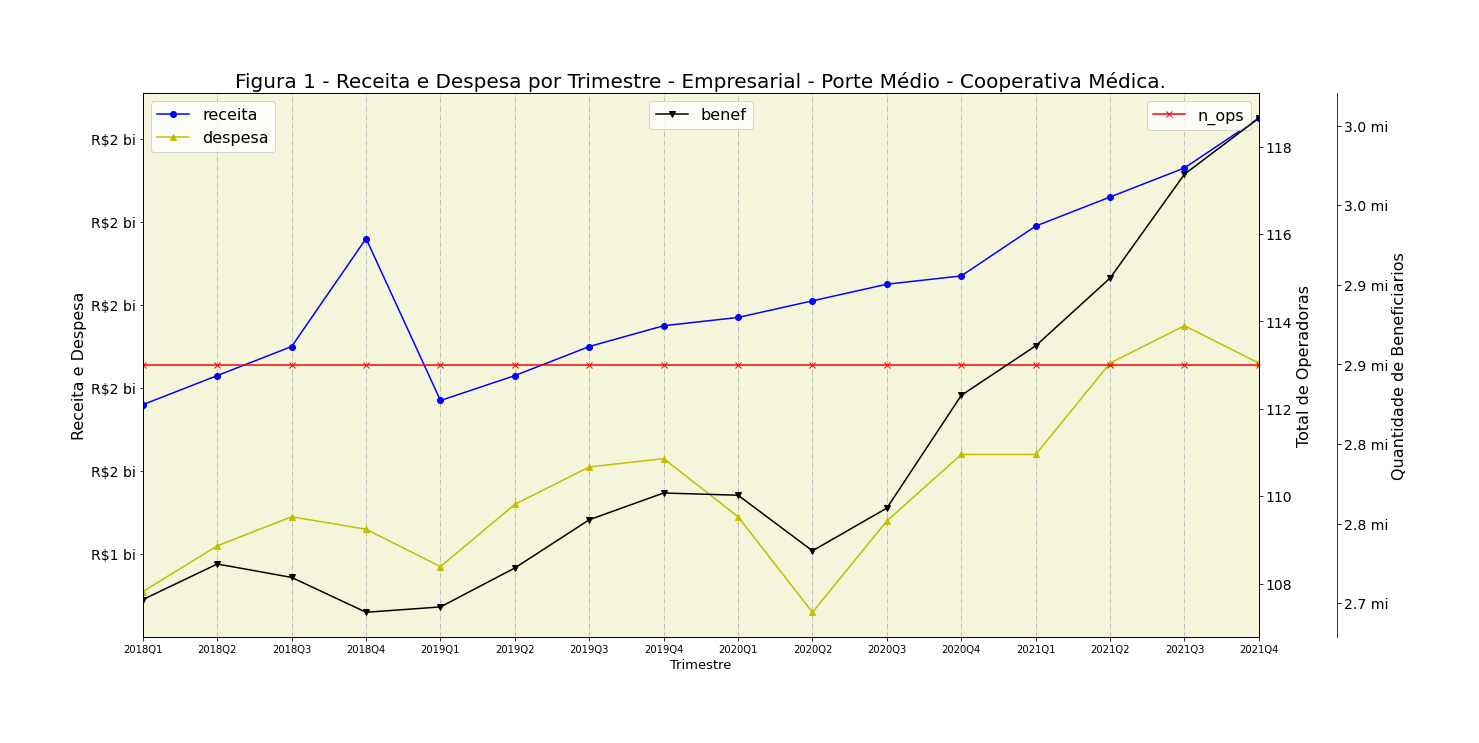 Figura 1 - Receita e Despesa por Trimestre - Empresarial - Porte Médio - Cooperativa Médica.
receita
despesa
benef
n_ops
Receita e Despesa
R$2 bi
R$2 bi
R$2 bi
R$2 bi
R$2 bi
R$1 bi
118
116
114
112
110
108
Total de Operadoras
3.0 mi
3.0 mi
2.9 mi
2.9 mi
2.8 mi
2.8 mi
2.7 mi
Quantidade de Beneficiarios
2018Q1 2018Q2 2018Q3 2018Q4 2019Q1 2019Q2 2019Q3 2019Q4 2020Q1 2020Q2 2020Q3 2020Q4 2021Q1 2021Q2 2021Q3 2021Q4
Trimestre